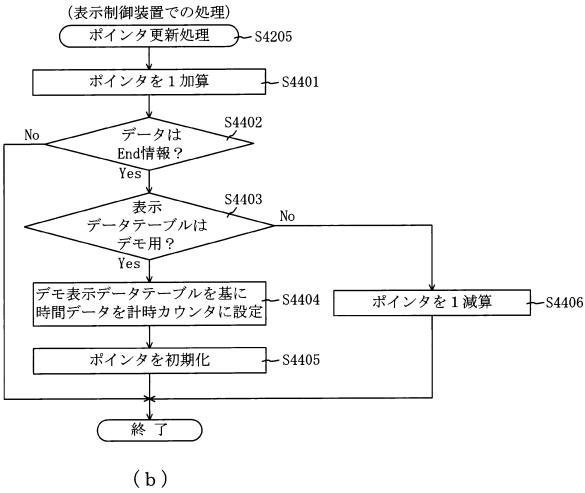 (表示制御装置での処理)
ポインタ更新処理
S4205
ポインタを1加算
S4401
データは
End情報?
S4402
No
Yes
表示
データテーブルは
デモ用?
S4403
No
Yes
デモ表示データテーブルを基に
時間データを計時カウンタに設定
S4404
ポインタを1減算
S4406
ポインタを初期化
S4405
終了
(b)